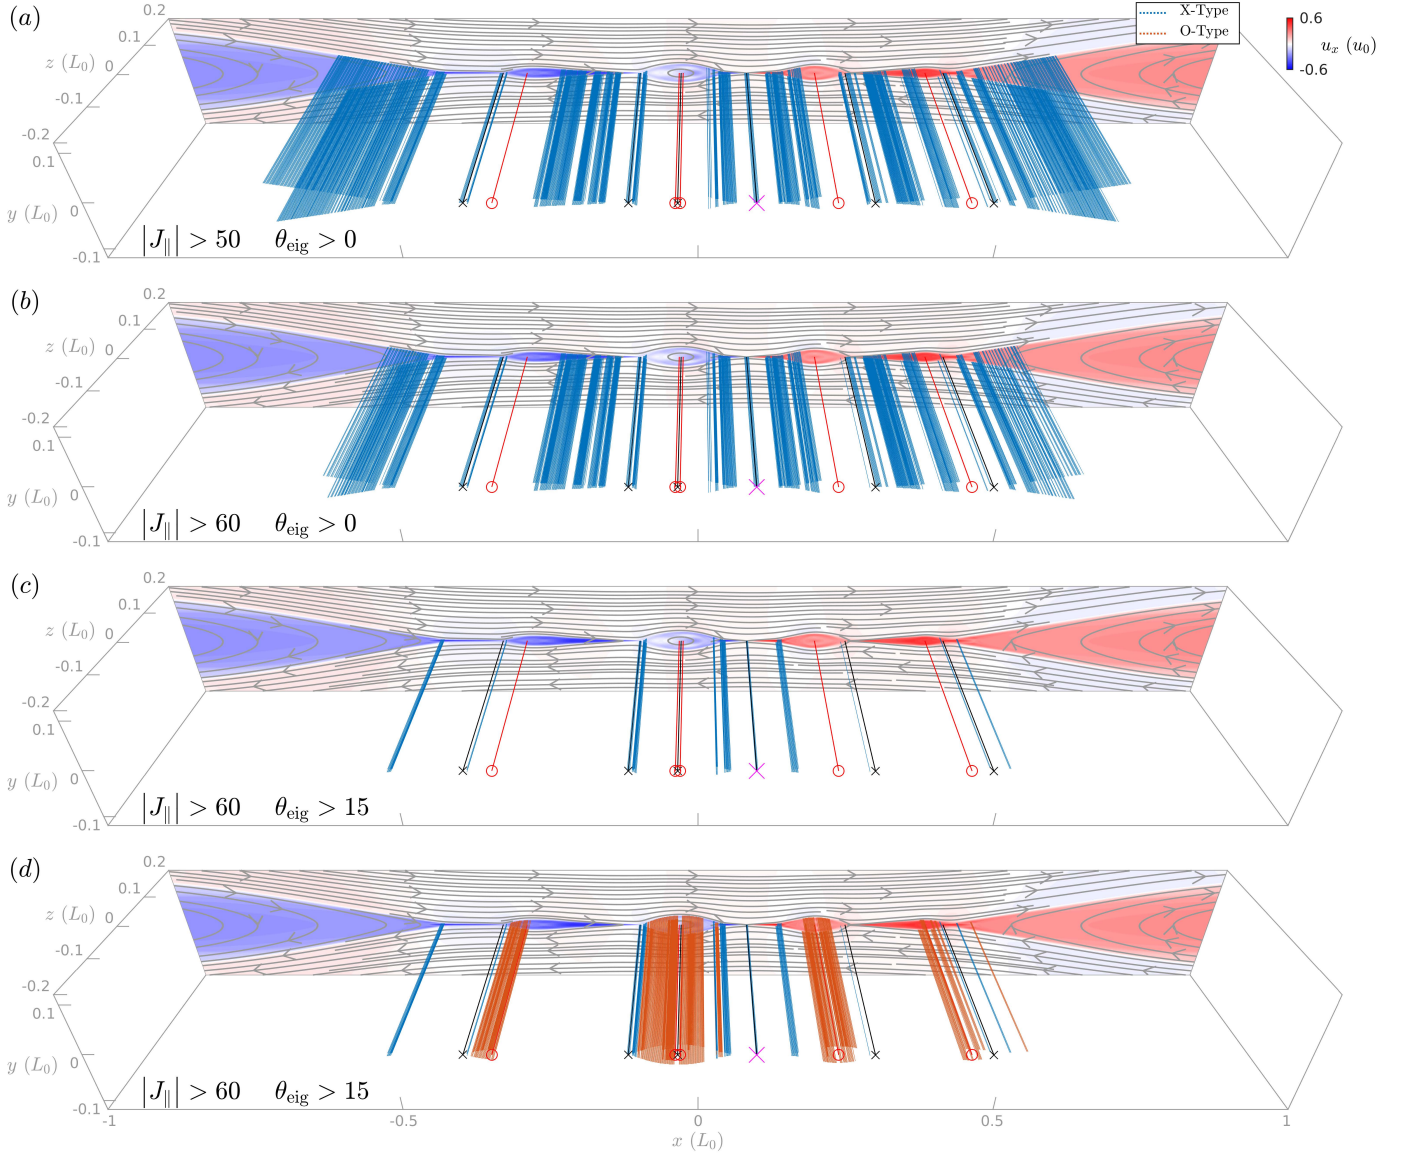 (a)
0.2
0.1
z (L₀) 0
-0.1
-0.2
0.1
y (L₀) 0
-0.1
|J∥| > 50 θeig > 0
X-Type
O-Type
0.6
uₓ (u₀)
-0.6
(b)
0.2
0.1
z (L₀) 0
-0.1
-0.2
0.1
y (L₀) 0
-0.1
|J∥| > 60 θeig > 0
(c)
0.2
0.1
z (L₀) 0
-0.1
-0.2
0.1
y (L₀) 0
-0.1
|J∥| > 60 θeig > 15
(d)
0.2
0.1
z (L₀) 0
-0.1
-0.2
0.1
y (L₀) 0
-0.1
|J∥| > 60 θeig > 15
-1 -0.5 0 0.5 1
x (L₀)